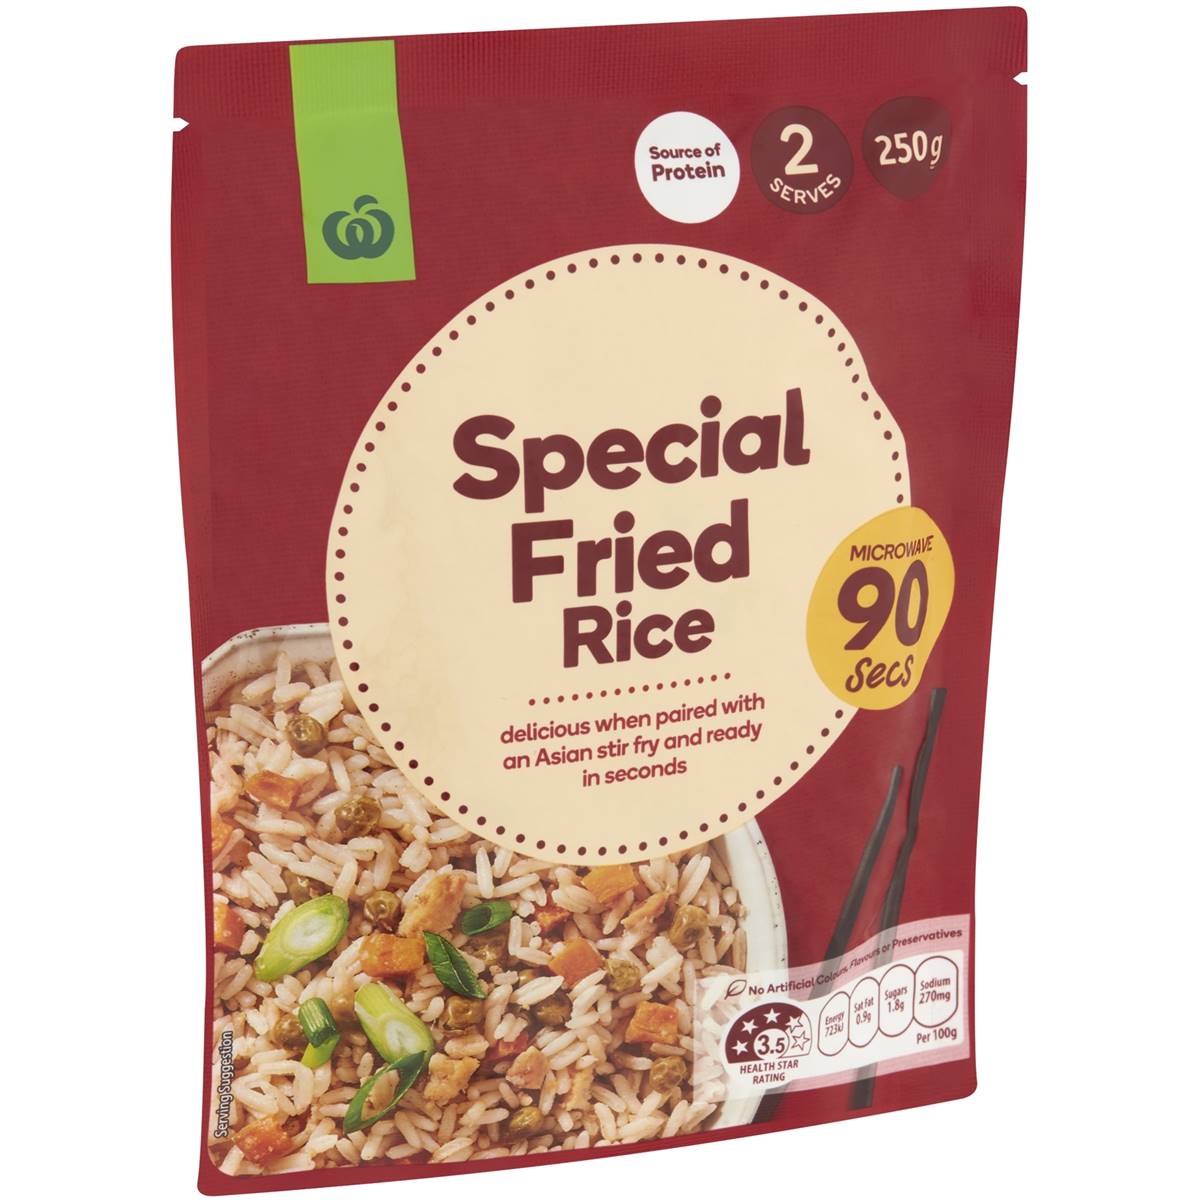 Source of
Protein
2
SERVES
250g
Special
Fried
Rice
delicious when paired with
an Asian stir fry and ready
in seconds
MICROWAVE
90
secs
No Artificial Colours, Flavours or Preservatives
3.5
HEALTH STAR
RATING
Energy
723kJ
Sat Fat
0.9g
Sugars
1.8g
Sodium
270mg
Per 100g
Serving Suggestion